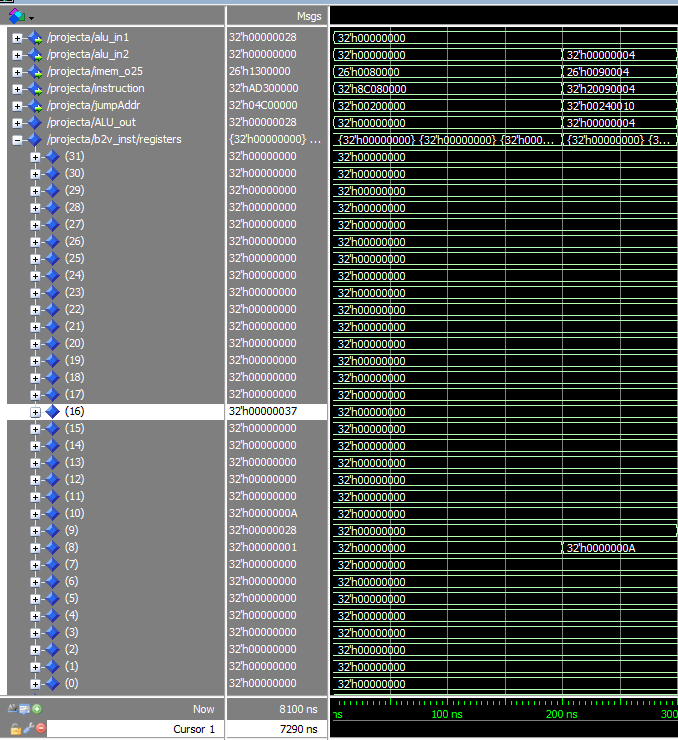 Msgs
/projecta/alu_in1 32'h00000028 32'h00000000
/projecta/alu_in2 32'h00000000 32'h00000000 32'h00000004
/projecta/imem_o25 26'h1300000 26'h0080000 26'h0090004
/projecta/instruction 32'hAD300000 32'h8C080000 32'h20090004
/projecta/jumpAddr 32'h04C00000 32'h00200000 32'h00240010
/projecta/ALU_out 32'h00000028 32'h00000000 32'h00000004
/projecta/b2v_inst/registers {32'h00000000} ... {32'h00000000} {32'h00000000} {32'h000... {32'h00000000} {3...
(31) 32'h00000000 32'h00000000
(30) 32'h00000000 32'h00000000
(29) 32'h00000000 32'h00000000
(28) 32'h00000000 32'h00000000
(27) 32'h00000000 32'h00000000
(26) 32'h00000000 32'h00000000
(25) 32'h00000000 32'h00000000
(24) 32'h00000000 32'h00000000
(23) 32'h00000000 32'h00000000
(22) 32'h00000000 32'h00000000
(21) 32'h00000000 32'h00000000
(20) 32'h00000000 32'h00000000
(19) 32'h00000000 32'h00000000
(18) 32'h00000000 32'h00000000
(17) 32'h00000000 32'h00000000
(16) 32'h00000037 32'h00000000
(15) 32'h00000000 32'h00000000
(14) 32'h00000000 32'h00000000
(13) 32'h00000000 32'h00000000
(12) 32'h00000000 32'h00000000
(11) 32'h00000000 32'h00000000
(10) 32'h0000000A 32'h00000000
(9) 32'h00000028 32'h00000000
(8) 32'h00000001 32'h00000000 32'h0000000A
(7) 32'h00000000 32'h00000000
(6) 32'h00000000 32'h00000000
(5) 32'h00000000 32'h00000000
(4) 32'h00000000 32'h00000000
(3) 32'h00000000 32'h00000000
(2) 32'h00000000 32'h00000000
(1) 32'h00000000 32'h00000000
(0) 32'h00000000 32'h00000000
Now 8100 ns ns 100 ns 200 ns 300
Cursor 1 7290 ns